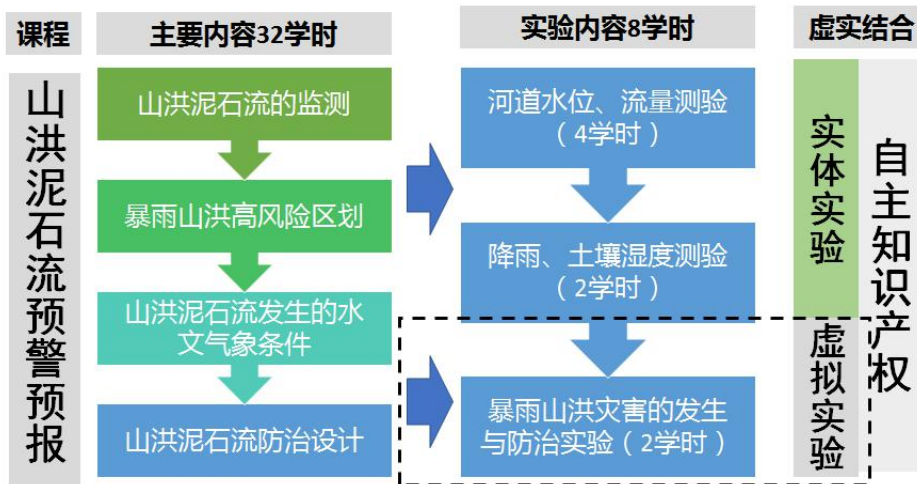 课程
主要内容32学时
实验内容8学时
虚实结合
山洪泥石流预警预报
山洪泥石流的监测
暴雨山洪高风险区划
山洪泥石流发生的水
文气象条件
山洪泥石流防治设计
河道水位、流量测验
（4学时）
降雨、土壤湿度测验
（2学时）
暴雨山洪灾害的发生
与防治实验（2学时）
实体实验
虚拟实验
自主知识产权